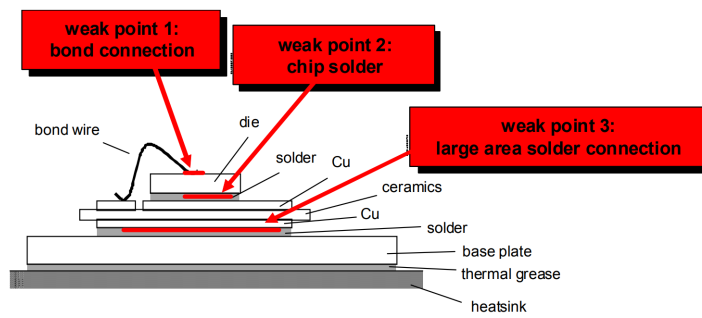 weak point 1:
bond connection
weak point 2:
chip solder
weak point 3:
large area solder connection
bond wire
die
solder
Cu
ceramics
Cu
solder
base plate
thermal grease
heatsink